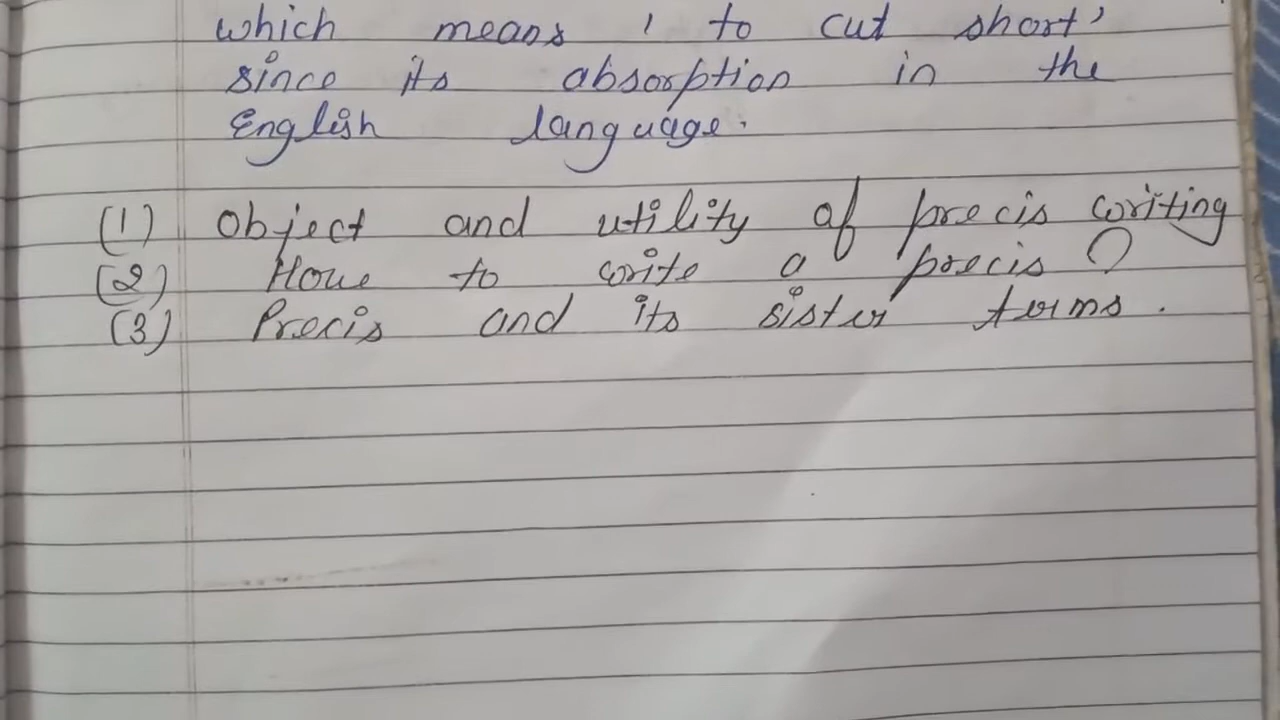 which means ' to cut short'
since its absorption in the
English language.
(1) Object and utility of precis writing
(2) How to write a precis ?
(3) Precis and its sister terms.